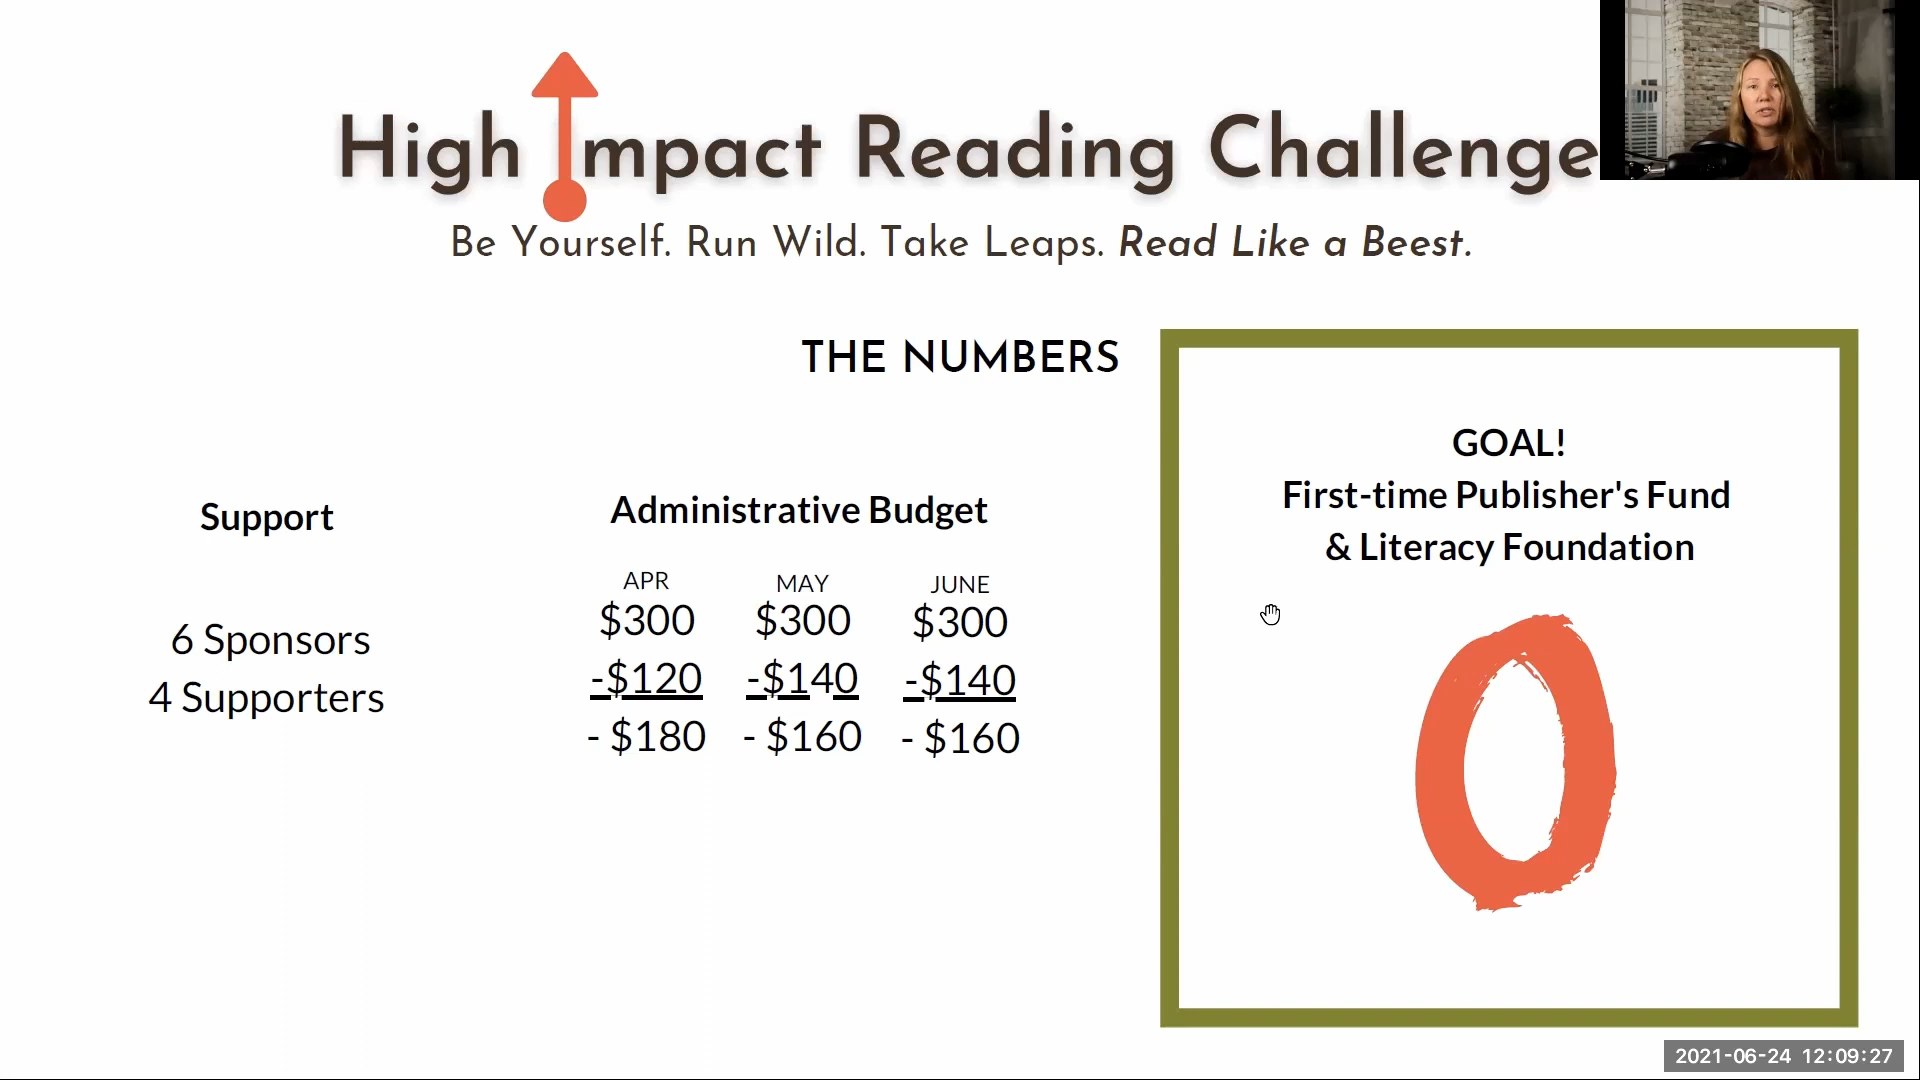 High Impact Reading Challenge
Be Yourself. Run Wild. Take Leaps. Read Like a Beest.
THE NUMBERS
Support
6 Sponsors
4 Supporters
Administrative Budget
APR MAY JUNE
$300 $300 $300
-$120 -$140 -$140
- $180 - $160 - $160
GOAL!
First-time Publisher's Fund
& Literacy Foundation
0
2021-06-24 12:09:27